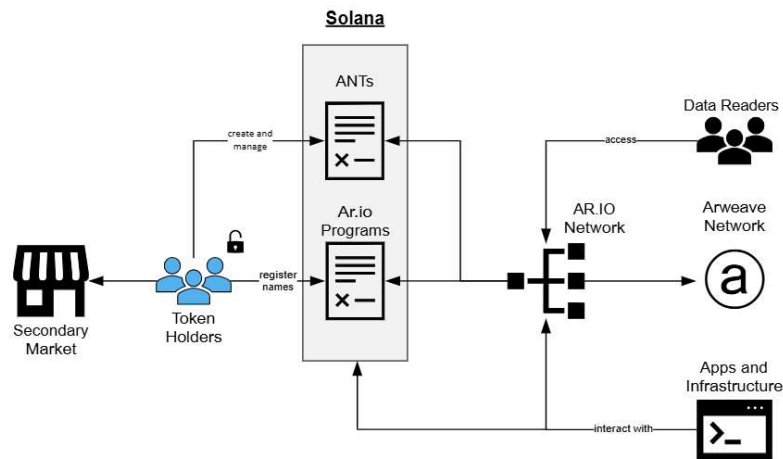 Solana
ANTs
create and
manage
Data Readers
access
Ar.io
Programs
AR.IO
Network
Arweave
Network
a
register
names
Secondary
Market
Token
Holders
Apps and
Infrastructure
interact with